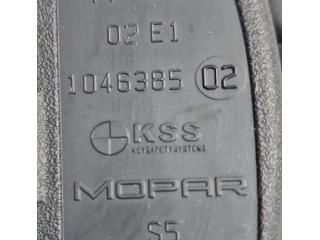 02 E1
1046385 02
KSS
KEYSAFETYSYSTEMS
MOPAR
S5